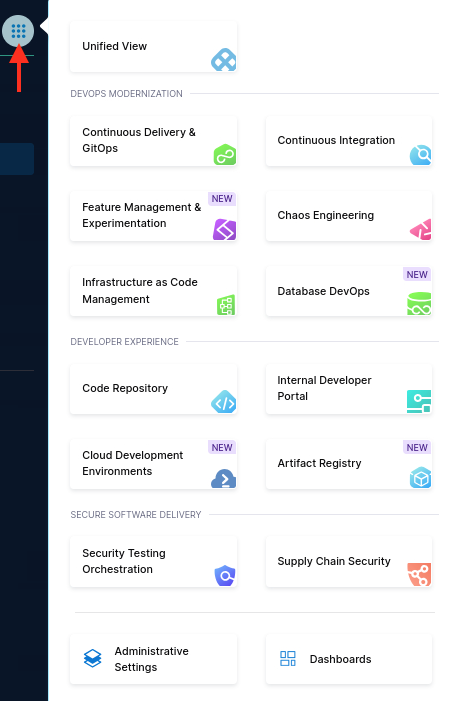 Unified View
DEVOPS MODERNIZATION
Continuous Delivery &
GitOps
Continuous Integration
NEW
Feature Management &
Experimentation
Chaos Engineering
Infrastructure as Code
Management
NEW
Database DevOps
DEVELOPER EXPERIENCE
Code Repository
Internal Developer
Portal
NEW
Cloud Development
Environments
NEW
Artifact Registry
SECURE SOFTWARE DELIVERY
Security Testing
Orchestration
Supply Chain Security
Administrative
Settings
Dashboards